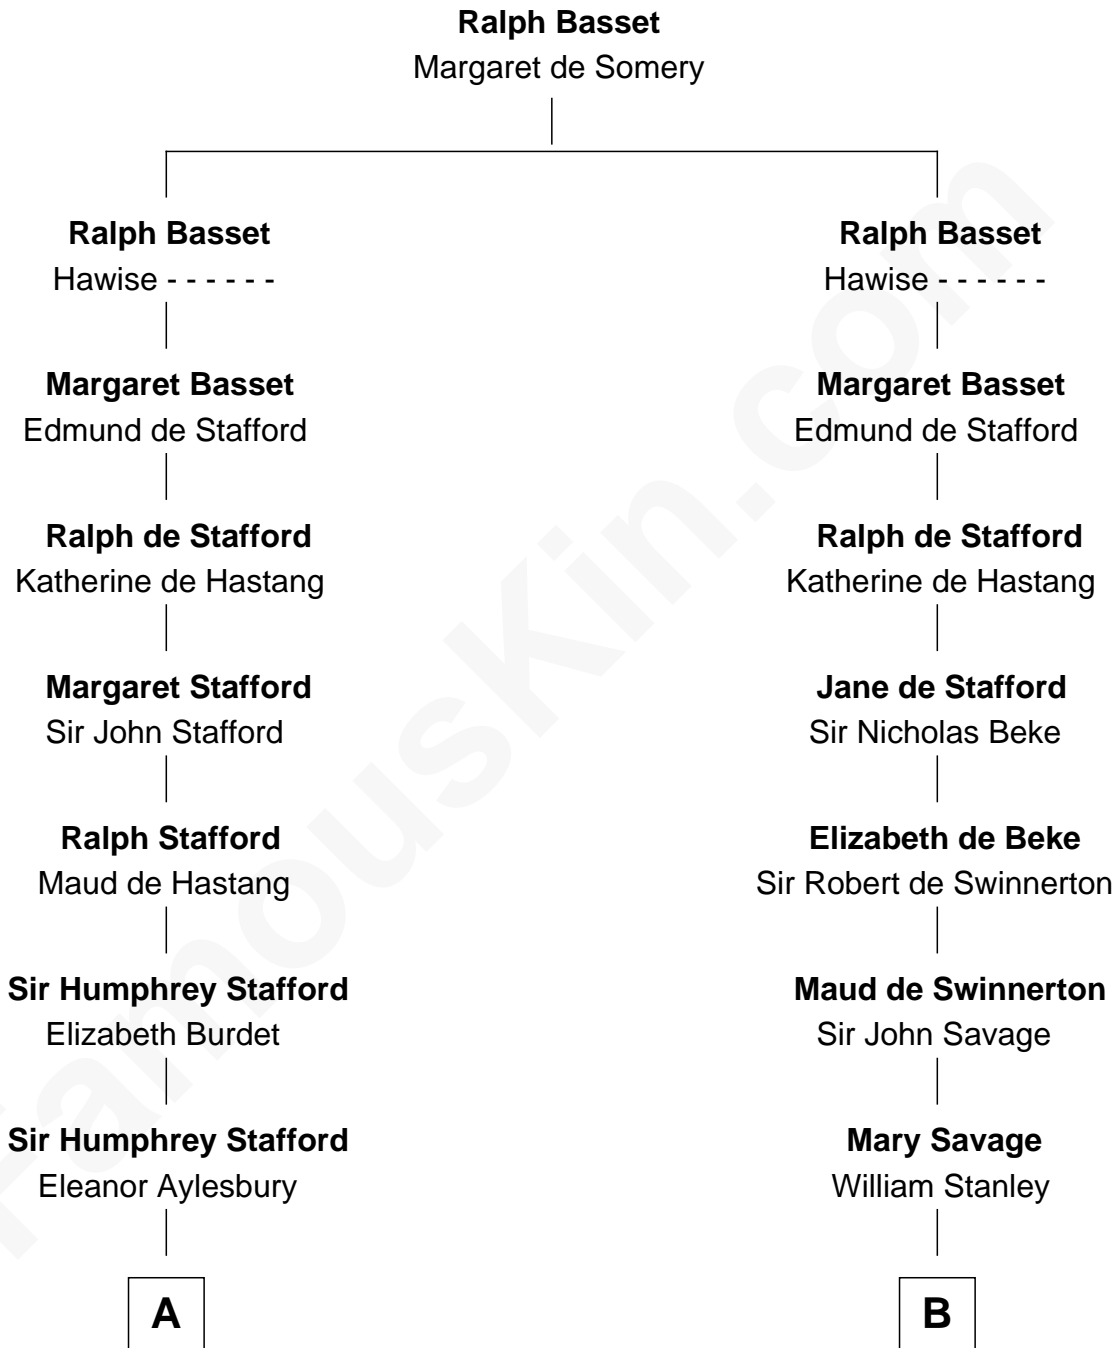 Ralph Basset
Margaret de Somery
Ralph Basset
Hawise - - - - - -
Margaret Basset
Edmund de Stafford
Ralph de Stafford
Katherine de Hastang
Margaret Stafford
Sir John Stafford
Ralph Stafford
Maud de Hastang
Sir Humphrey Stafford
Elizabeth Burdet
Sir Humphrey Stafford
Eleanor Aylesbury
A
Ralph Basset
Hawise - - - - - -
Margaret Basset
Edmund de Stafford
Ralph de Stafford
Katherine de Hastang
Jane de Stafford
Sir Nicholas Beke
Elizabeth de Beke
Sir Robert de Swinnerton
Maud de Swinnerton
Sir John Savage
Mary Savage
William Stanley
B
FamousKin.com